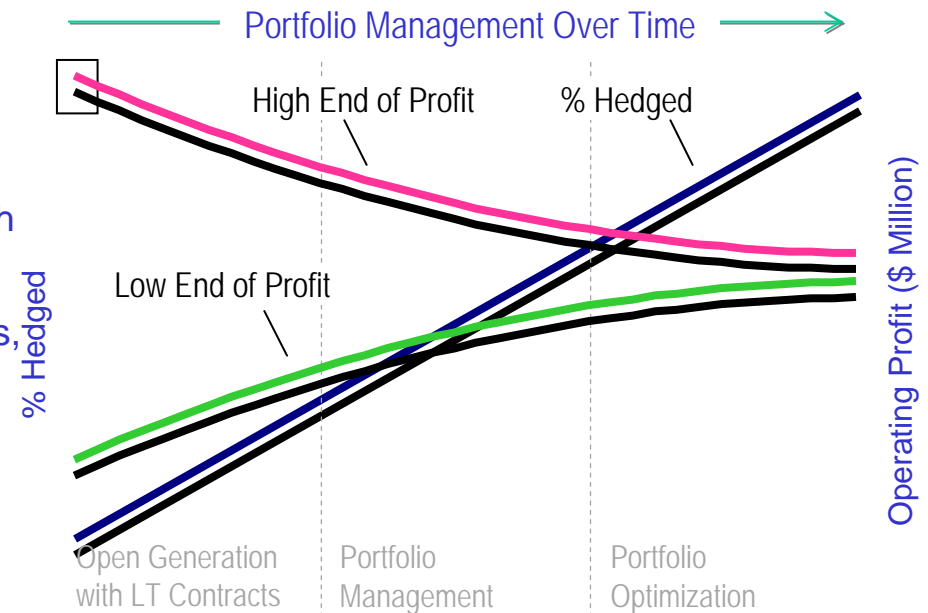 Portfolio Management Over Time
High End of Profit
% Hedged
Low End of Profit
% Hedged
s,
Operating Profit ($ Million)
Open Generation
with LT Contracts
Portfolio
Management
Portfolio
Optimization